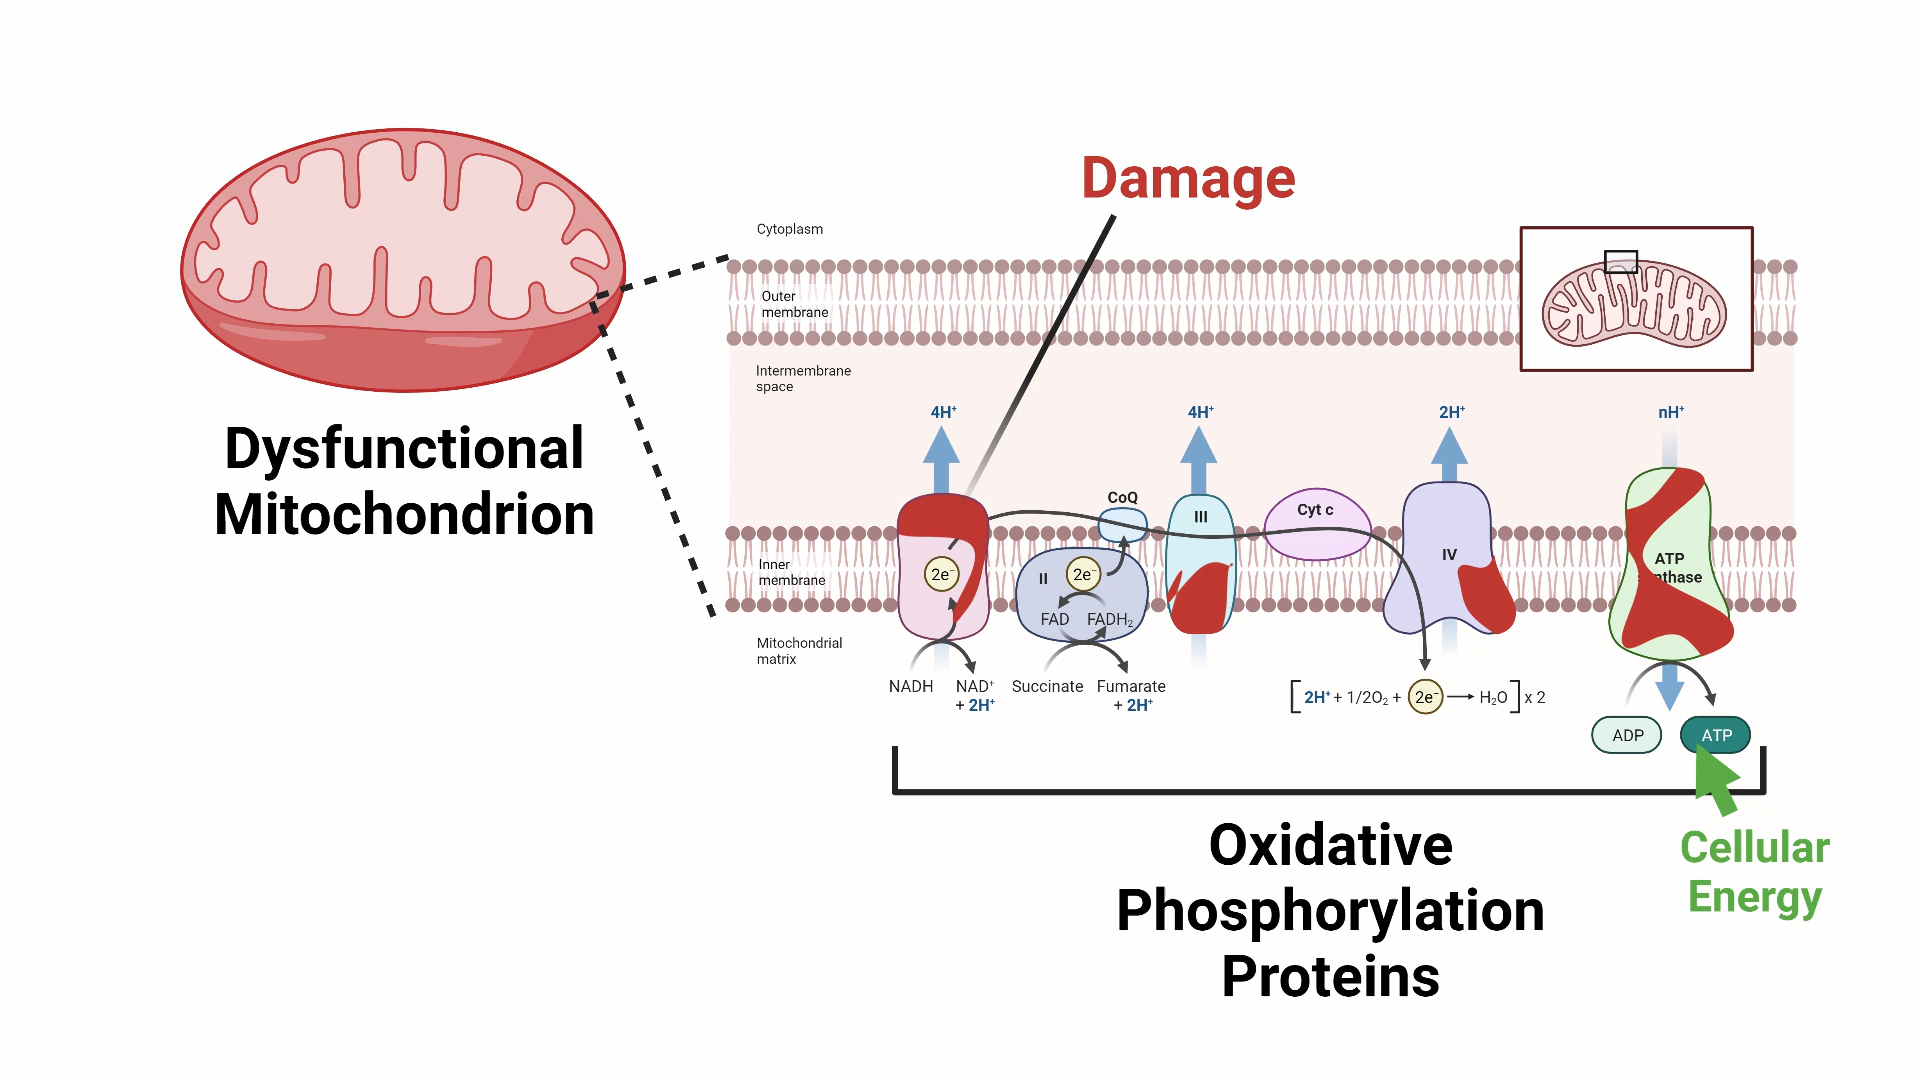 Damage
Cytoplasm
Outer
membrane
Intermembrane
space
4H⁺
4H⁺
2H⁺
nH⁺
Dysfunctional
Mitochondrion
CoQ
III
Cyt c
IV
ATP
Inner
membrane
2e⁻
II
2e⁻
FAD
FADH₂
Mitochondrial
matrix
NADH
NAD⁺
+ 2H⁺
Succinate
Fumarate
+ 2H⁺
[2H⁺ + 1/2O₂ + 2e⁻ → H₂O] x 2
ADP
ATP
Oxidative
Phosphorylation
Proteins
Cellular
Energy